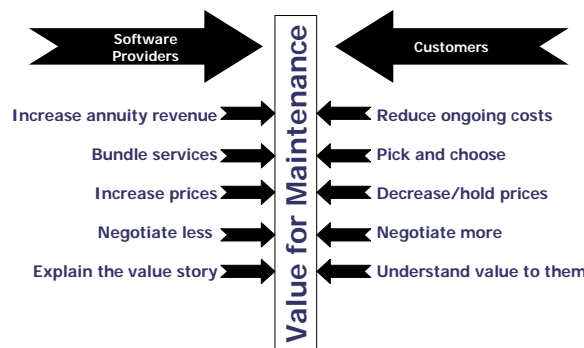 Software
Providers
Customers
Value for Maintenance
Increase annuity revenue
Reduce ongoing costs
Bundle services
Pick and choose
Increase prices
Decrease/hold prices
Negotiate less
Negotiate more
Explain the value story
Understand value to them